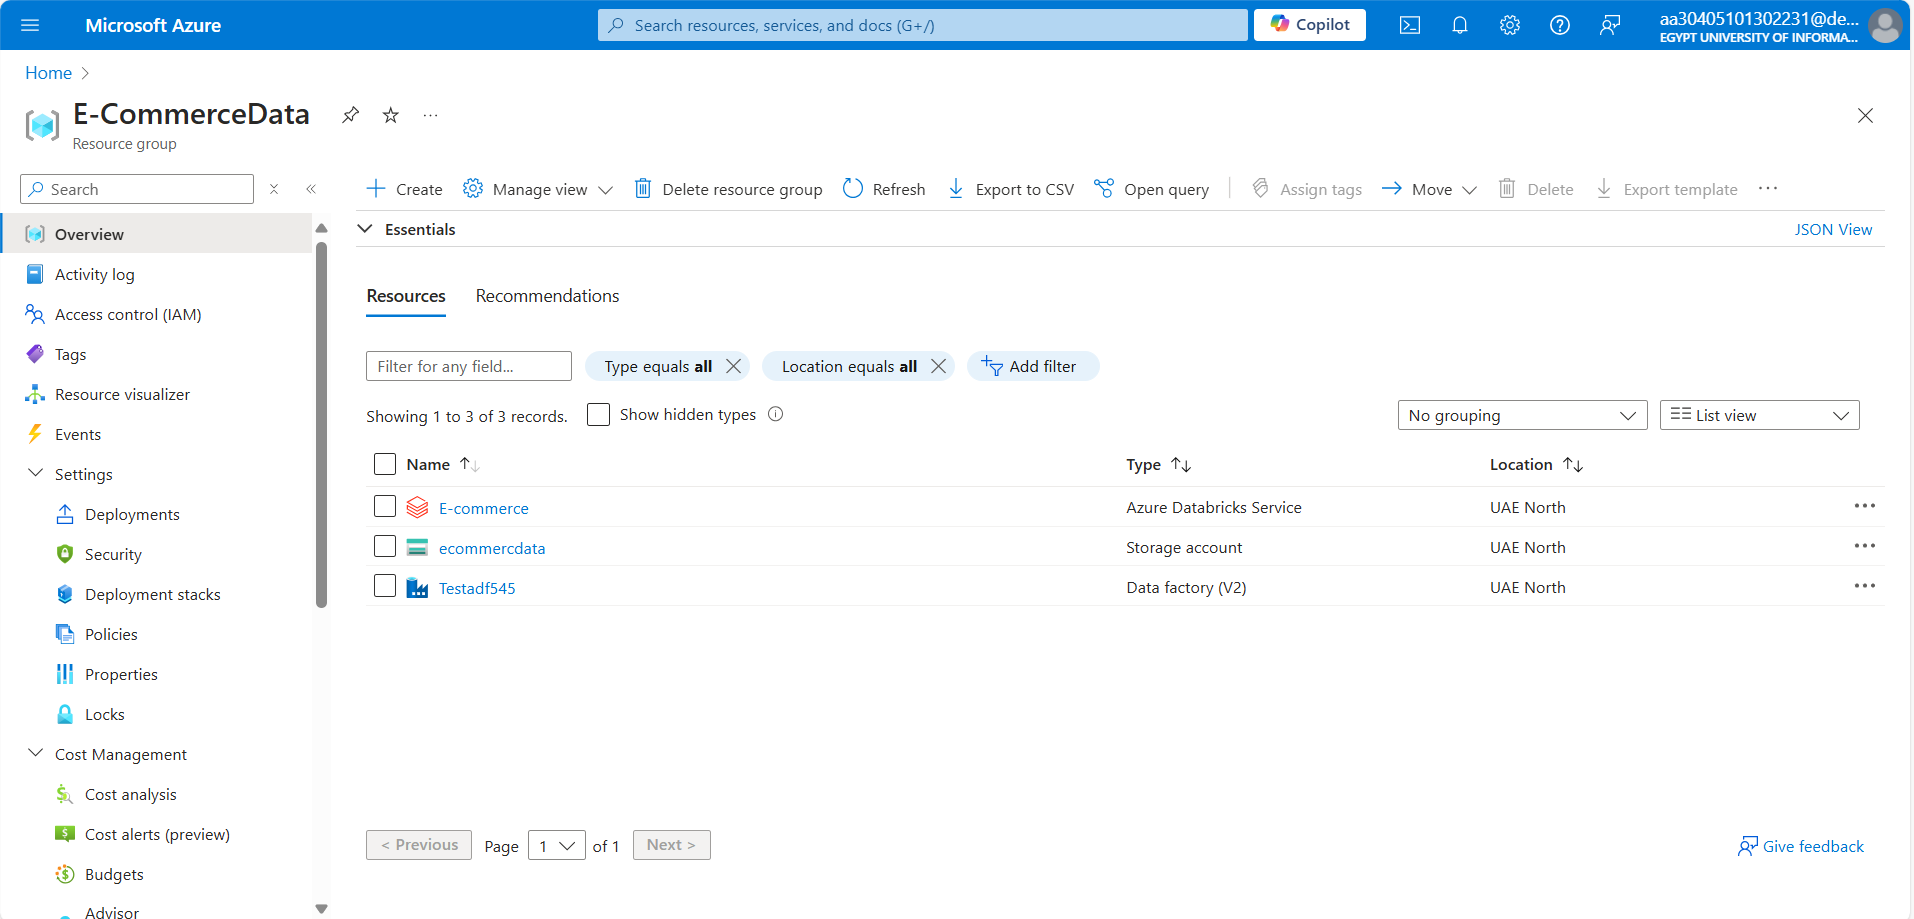 Microsoft Azure
Search resources, services, and docs (G+/)
Copilot
aa30405101302231@de...
EGYPT UNIVERSITY OF INFORMA...
Home
E-CommerceData
Resource group
Search
Create
Manage view
Delete resource group
Refresh
Export to CSV
Open query
Assign tags
Move
Delete
Export template
Overview
Activity log
Access control (IAM)
Tags
Resource visualizer
Events
Settings
Deployments
Security
Deployment stacks
Policies
Properties
Locks
Cost Management
Cost analysis
Cost alerts (preview)
Budgets
Advisor
Essentials
JSON View
Resources
Recommendations
Filter for any field...
Type equals all
Location equals all
Add filter
Showing 1 to 3 of 3 records.
Show hidden types
No grouping
List view
Name Type Location
E-commerce Azure Databricks Service UAE North
ecommercdata Storage account UAE North
Testadf545 Data factory (V2) UAE North
< Previous
Page 1 of 1
Next >
Give feedback